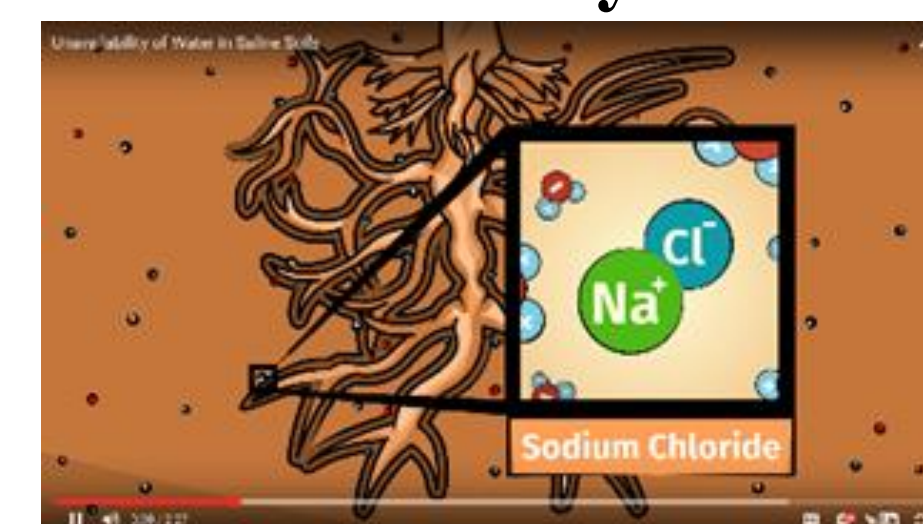 Unavailability of Water in Saline Soils
Cl⁻
Na⁺
Sodium Chloride